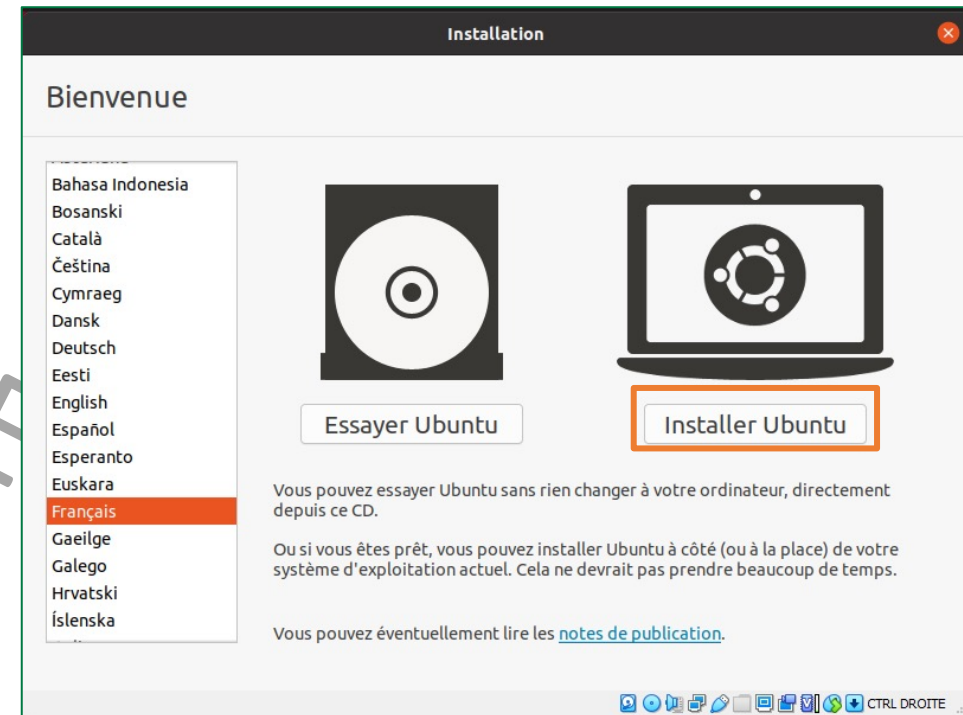 Installation
Bienvenue
Bahasa Indonesia
Bosanski
Català
Čeština
Cymraeg
Dansk
Deutsch
Eesti
English
Español
Esperanto
Euskara
Français
Gaeilge
Galego
Hrvatski
Íslenska
Essayer Ubuntu
Installer Ubuntu
Vous pouvez essayer Ubuntu sans rien changer à votre ordinateur, directement
depuis ce CD.
Ou si vous êtes prêt, vous pouvez installer Ubuntu à côté (ou à la place) de votre
système d'exploitation actuel. Cela ne devrait pas prendre beaucoup de temps.
Vous pouvez éventuellement lire les notes de publication.
CTRL DROITE